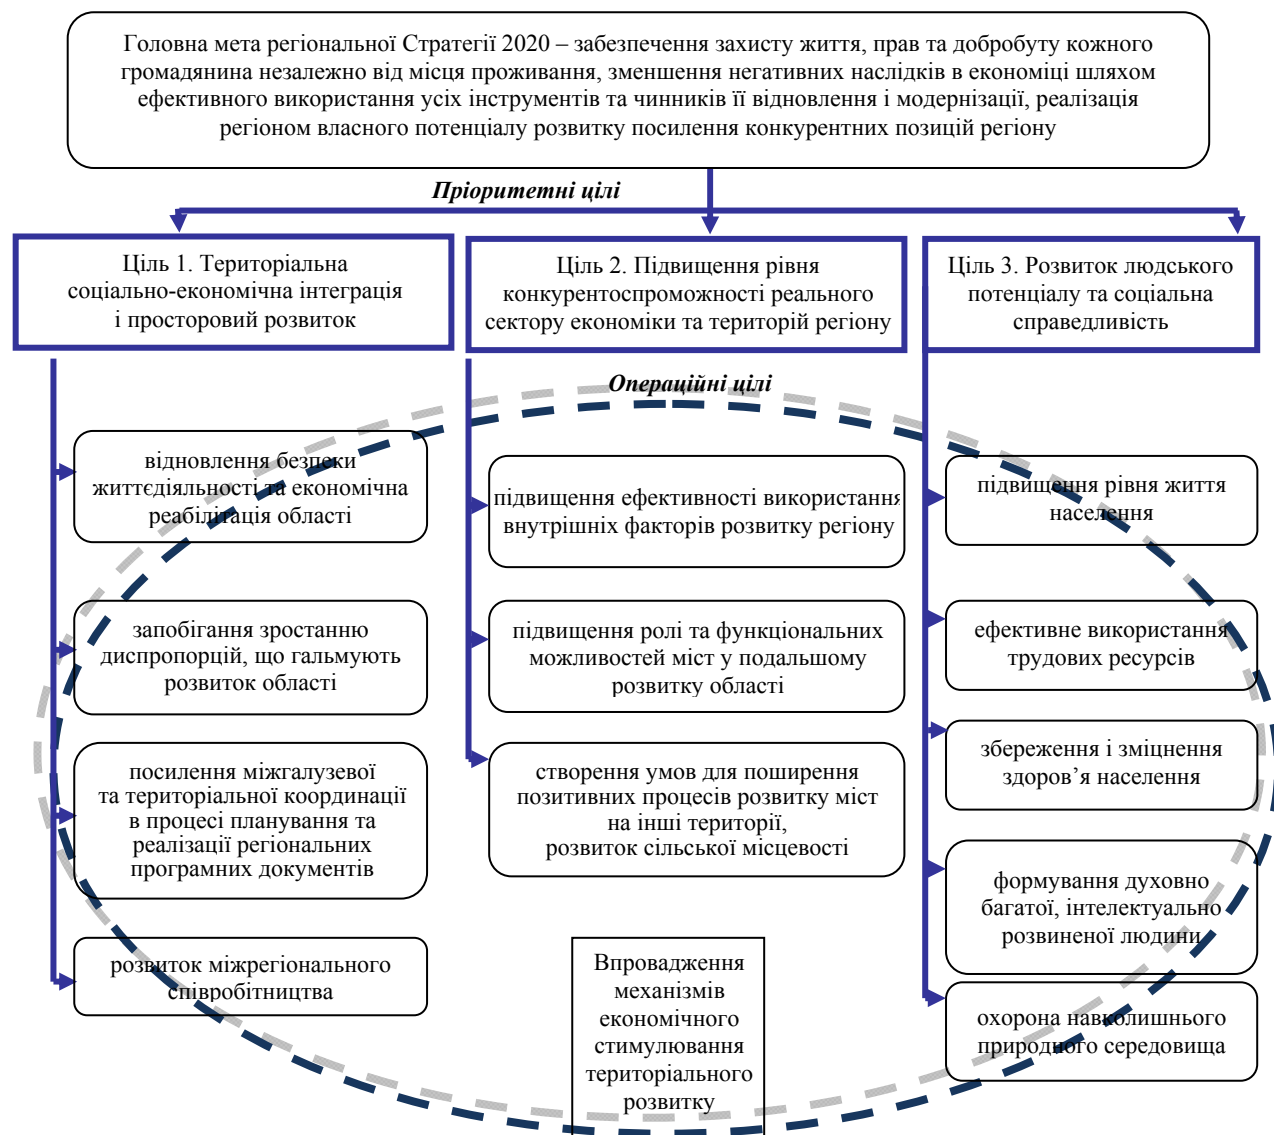 Головна мета регіональної Стратегії 2020 – забезпечення захисту життя, прав та добробуту кожного
громадянина незалежно від місця проживання, зменшення негативних наслідків в економіці шляхом
ефективного використання усіх інструментів та чинників її відновлення і модернізації, реалізація
регіоном власного потенціалу розвитку посилення конкурентних позицій регіону
Пріоритетні цілі
Ціль 1. Територіальна
соціально-економічна інтеграція
і просторовий розвиток
Ціль 2. Підвищення рівня
конкурентоспроможності реального
сектору економіки та територій регіону
Ціль 3. Розвиток людського
потенціалу та соціальна
справедливість
Операційні цілі
відновлення безпеки
життєдіяльності та економічна
реабілітація області
запобігання зростанню
диспропорцій, що гальмують
розвиток області
посилення міжгалузевої
та територіальної координації
в процесі планування та
реалізації регіональних
програмних документів
розвиток міжрегіонального
співробітництва
підвищення ефективності використання
внутрішніх факторів розвитку регіону
підвищення ролі та функціональних
можливостей міст у подальшому
розвитку області
створення умов для поширення
позитивних процесів розвитку міст
на інші території,
розвиток сільської місцевості
Впровадження
механізмів
економічного
стимулювання
територіального
розвитку
підвищення рівня життя
населення
ефективне використання
трудових ресурсів
збереження і зміцнення
здоров’я населення
формування духовно
багатої, інтелектуально
розвиненої людини
охорона навколишнього
природного середовища